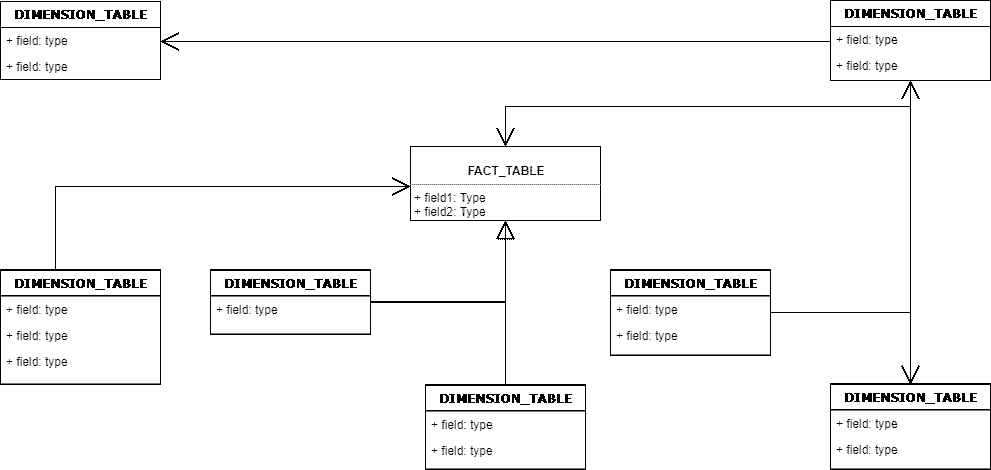 DIMENSION_TABLE
+ field: type
+ field: type
DIMENSION_TABLE
+ field: type
+ field: type
FACT_TABLE
+ field1: Type
+ field2: Type
DIMENSION_TABLE
+ field: type
+ field: type
+ field: type
DIMENSION_TABLE
+ field: type
DIMENSION_TABLE
+ field: type
+ field: type
DIMENSION_TABLE
+ field: type
+ field: type
DIMENSION_TABLE
+ field: type
+ field: type